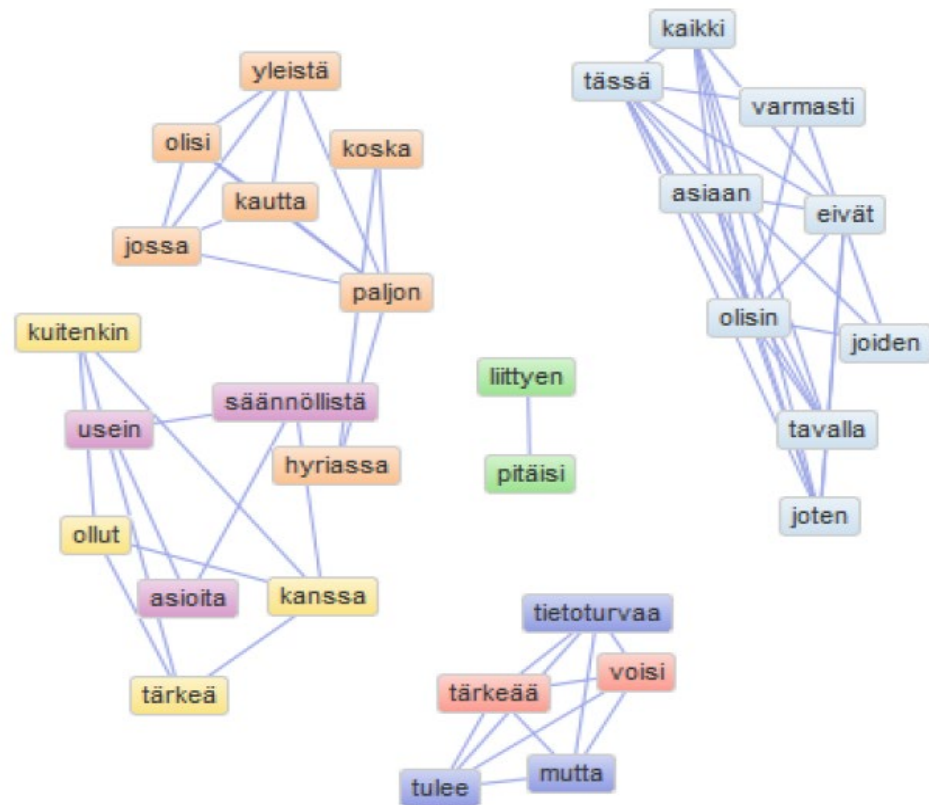 kaikki
yleistä
tässä
varmasti
olisi
koska
kautta
asiaan
eivät
jossa
paljon
olisin
kuitenkin
joiden
liittyen
säännöllistä
usein
tavalla
hyriassa
pitäisi
joten
ollut
asioita
kanssa
tietoturvaa
voisi
tärkeä
tärkeää
mutta
tulee